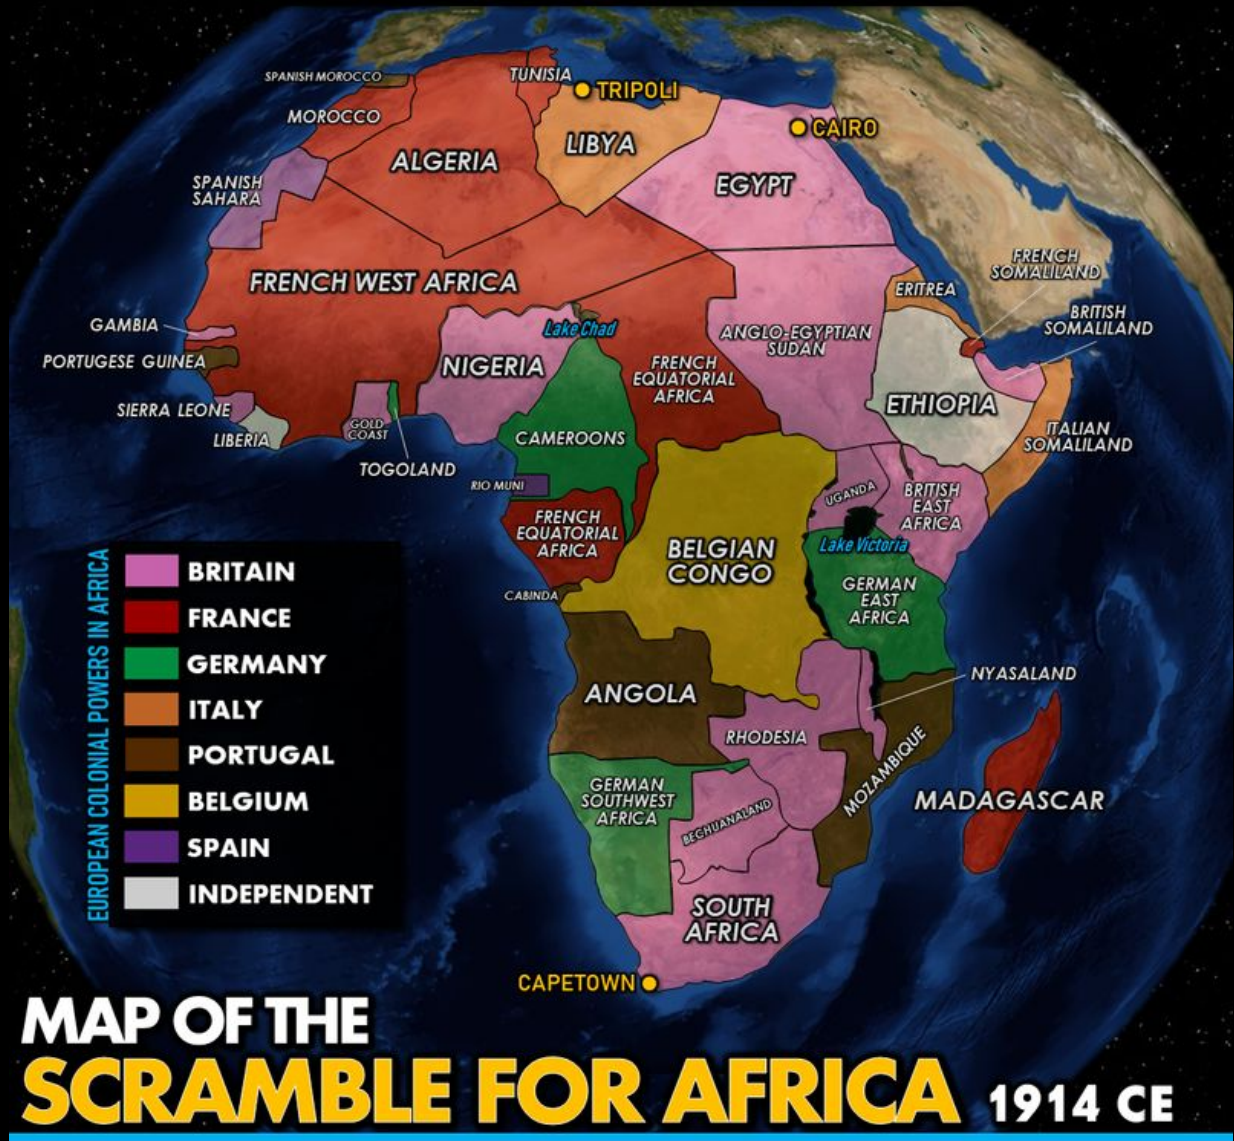 SPANISH MOROCCO
TUNISIA
TRIPOLI
MOROCCO
CAIRO
LIBYA
ALGERIA
SPANISH
SAHARA
EGYPT
FRENCH
SOMALILAND
FRENCH WEST AFRICA
ERITREA
BRITISH
SOMALILAND
GAMBIA
Lake Chad
ANGLO-EGYPTIAN
SUDAN
PORTUGESE GUINEA
NIGERIA
FRENCH
EQUATORIAL
AFRICA
ETHIOPIA
SIERRA LEONE
GOLD
COAST
LIBERIA
CAMEROONS
ITALIAN
SOMALILAND
TOGOLAND
RIO MUNI
UGANDA
BRITISH
EAST
AFRICA
FRENCH
EQUATORIAL
AFRICA
BELGIAN
CONGO
Lake Victoria
CABINDA
GERMAN
EAST
AFRICA
NYASALAND
ANGOLA
RHODESIA
MOZAMBIQUE
MADAGASCAR
GERMAN
SOUTHWEST
AFRICA
BECHUANALAND
SOUTH
AFRICA
CAPETOWN
EUROPEAN COLONIAL POWERS IN AFRICA
BRITAIN
FRANCE
GERMANY
ITALY
PORTUGAL
BELGIUM
SPAIN
INDEPENDENT
MAP OF THE
SCRAMBLE FOR AFRICA 1914 CE